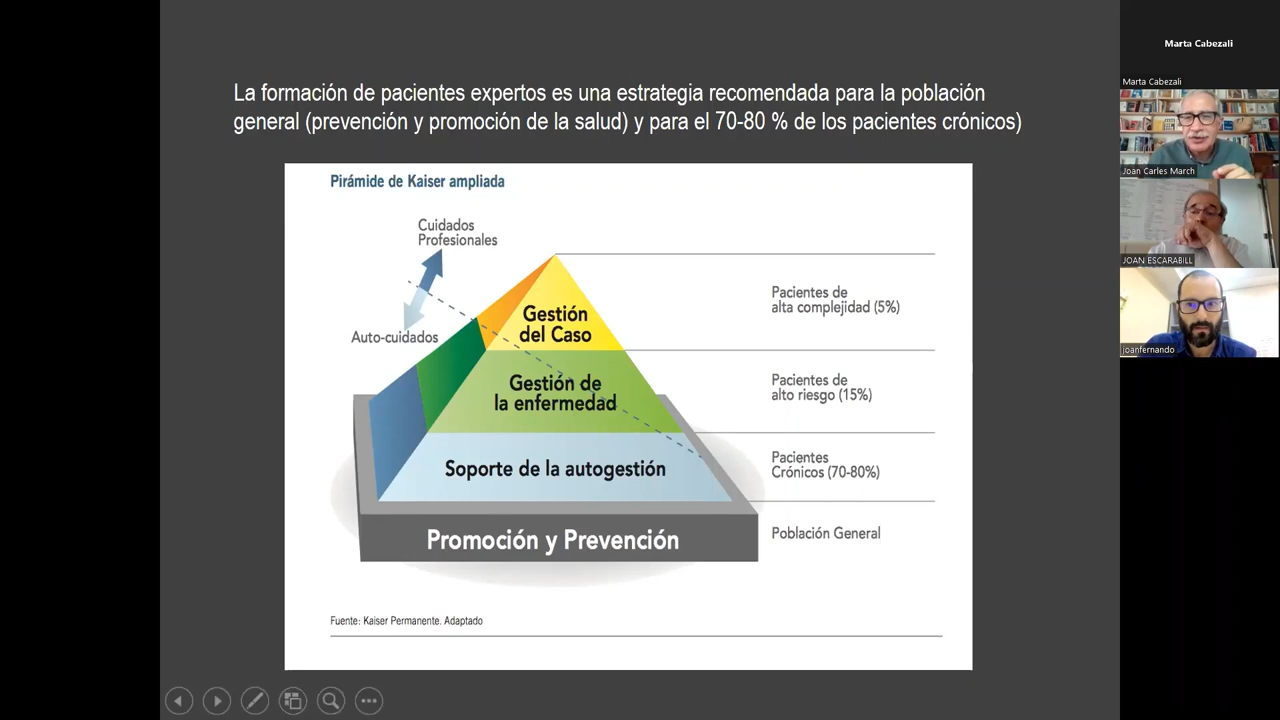 La formación de pacientes expertos es una estrategia recomendada para la población
general (prevención y promoción de la salud) y para el 70-80 % de los pacientes crónicos)
Pirámide de Kaiser ampliada
Cuidados
Profesionales
Auto-cuidados
Gestión
del Caso
Pacientes de
alta complejidad (5%)
Gestión de
la enfermedad
Pacientes de
alto riesgo (15%)
Soporte de la autogestión
Pacientes
Crónicos (70-80%)
Promoción y Prevención
Población General
Fuente: Kaiser Permanente. Adaptado
Marta Cabezali
Marta Cabezali
Joan Carles March
JOAN ESCARABILL
joanfernando